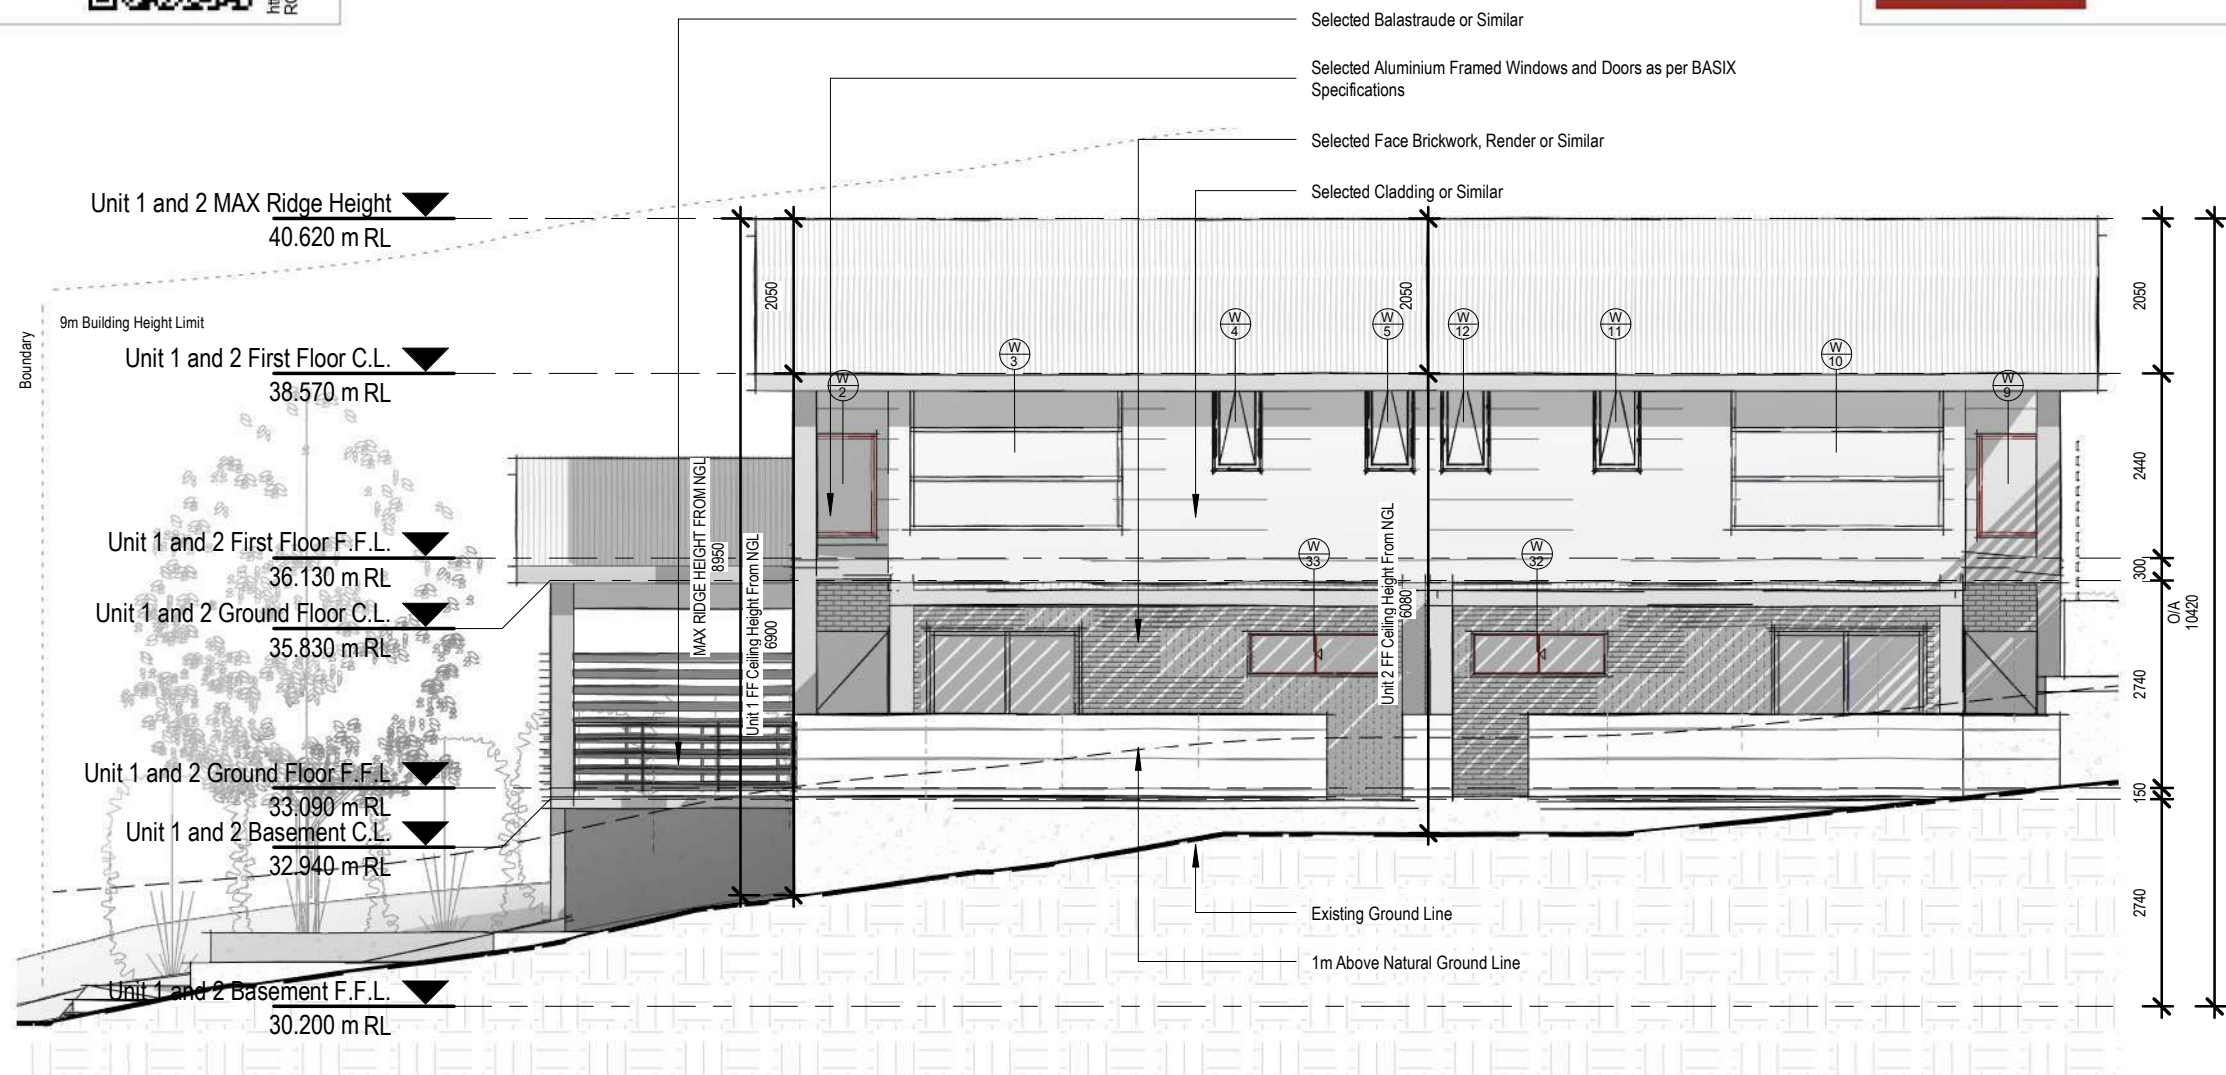 Selected Balastraude or Similar
Selected Aluminium Framed Windows and Doors as per BASIX
Specifications
Selected Face Brickwork, Render or Similar
Selected Cladding or Similar
Unit 1 and 2 MAX Ridge Height
40.620 m RL
Boundary
9m Building Height Limit
Unit 1 and 2 First Floor C.L.
38.570 m RL
Unit 1 and 2 First Floor F.F.L.
36.130 m RL
Unit 1 and 2 Ground Floor C.L.
35.830 m RL
Unit 1 and 2 Ground Floor F.F.L
33.090 m RL
Unit 1 and 2 Basement C.L.
32.940 m RL
Unit 1 and 2 Basement F.F.L.
30.200 m RL
MAX RIDGE HEIGHT FROM NGL
8950
Unit 1 FF Ceiling Height From NGL
6900
2050
Unit 2 FF Ceiling Height From NGL
6080
2050
W
2
W
3
W
4
W
5
W
12
W
11
W
10
W
9
W
33
W
32
2050
2440
300
2740
150
2740
O/A
10420
Existing Ground Line
1m Above Natural Ground Line